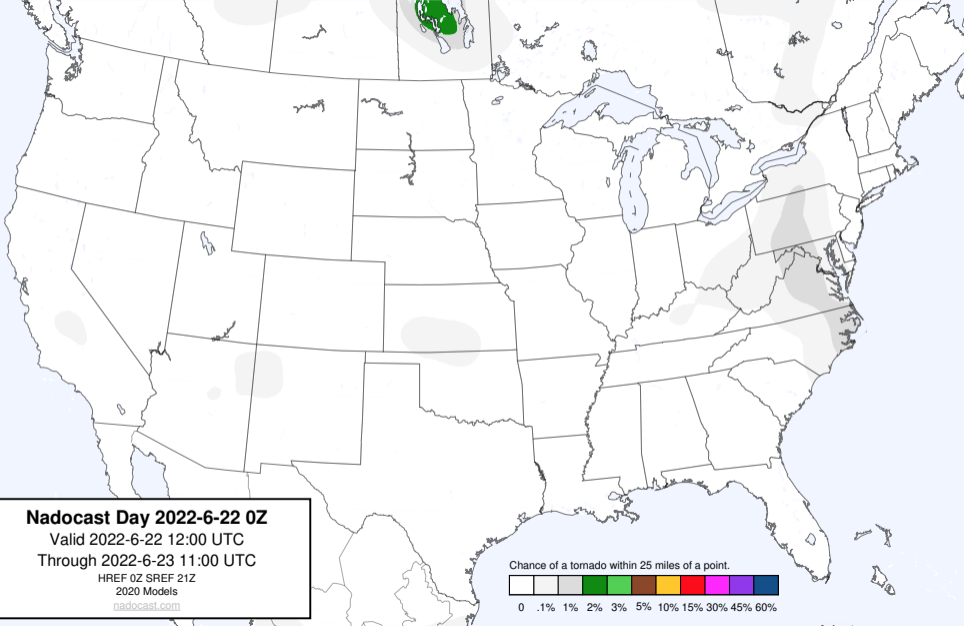 Nadocast Day 2022-6-22 0Z
Valid 2022-6-22 12:00 UTC
Through 2022-6-23 11:00 UTC
HREF 0Z SREF 21Z
2020 Models
nadocast.com
Chance of a tornado within 25 miles of a point.
0 .1% 1% 2% 3% 5% 10% 15% 30% 45% 60%